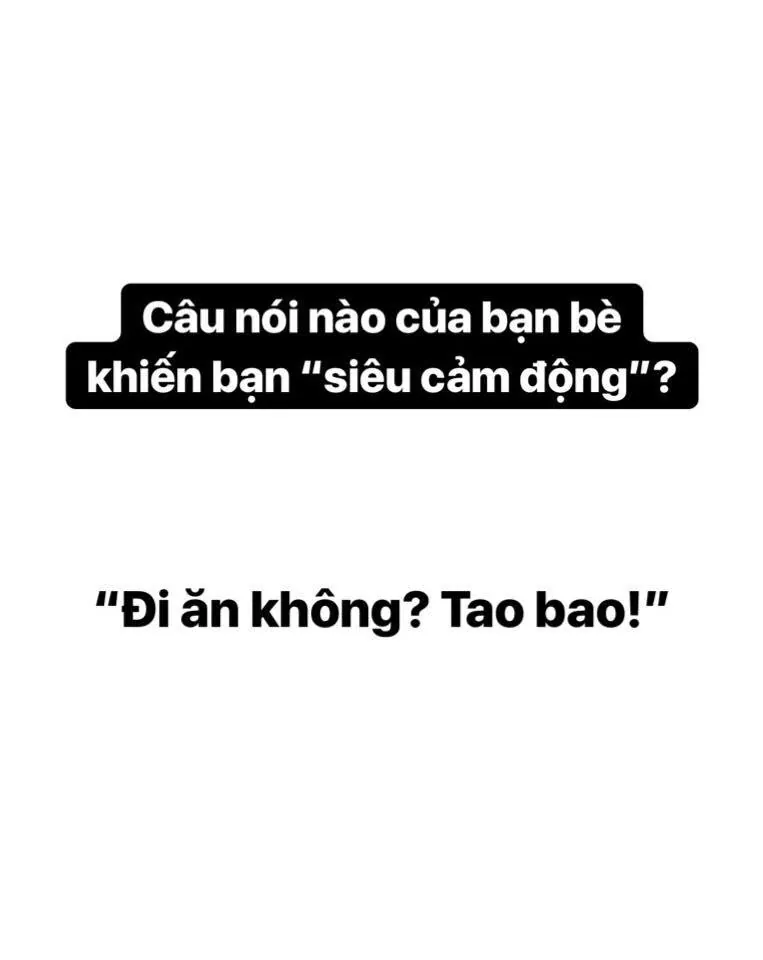 Câu nói nào của bạn bè
khiến bạn “siêu cảm động”?
“Đi ăn không? Tao bao!”